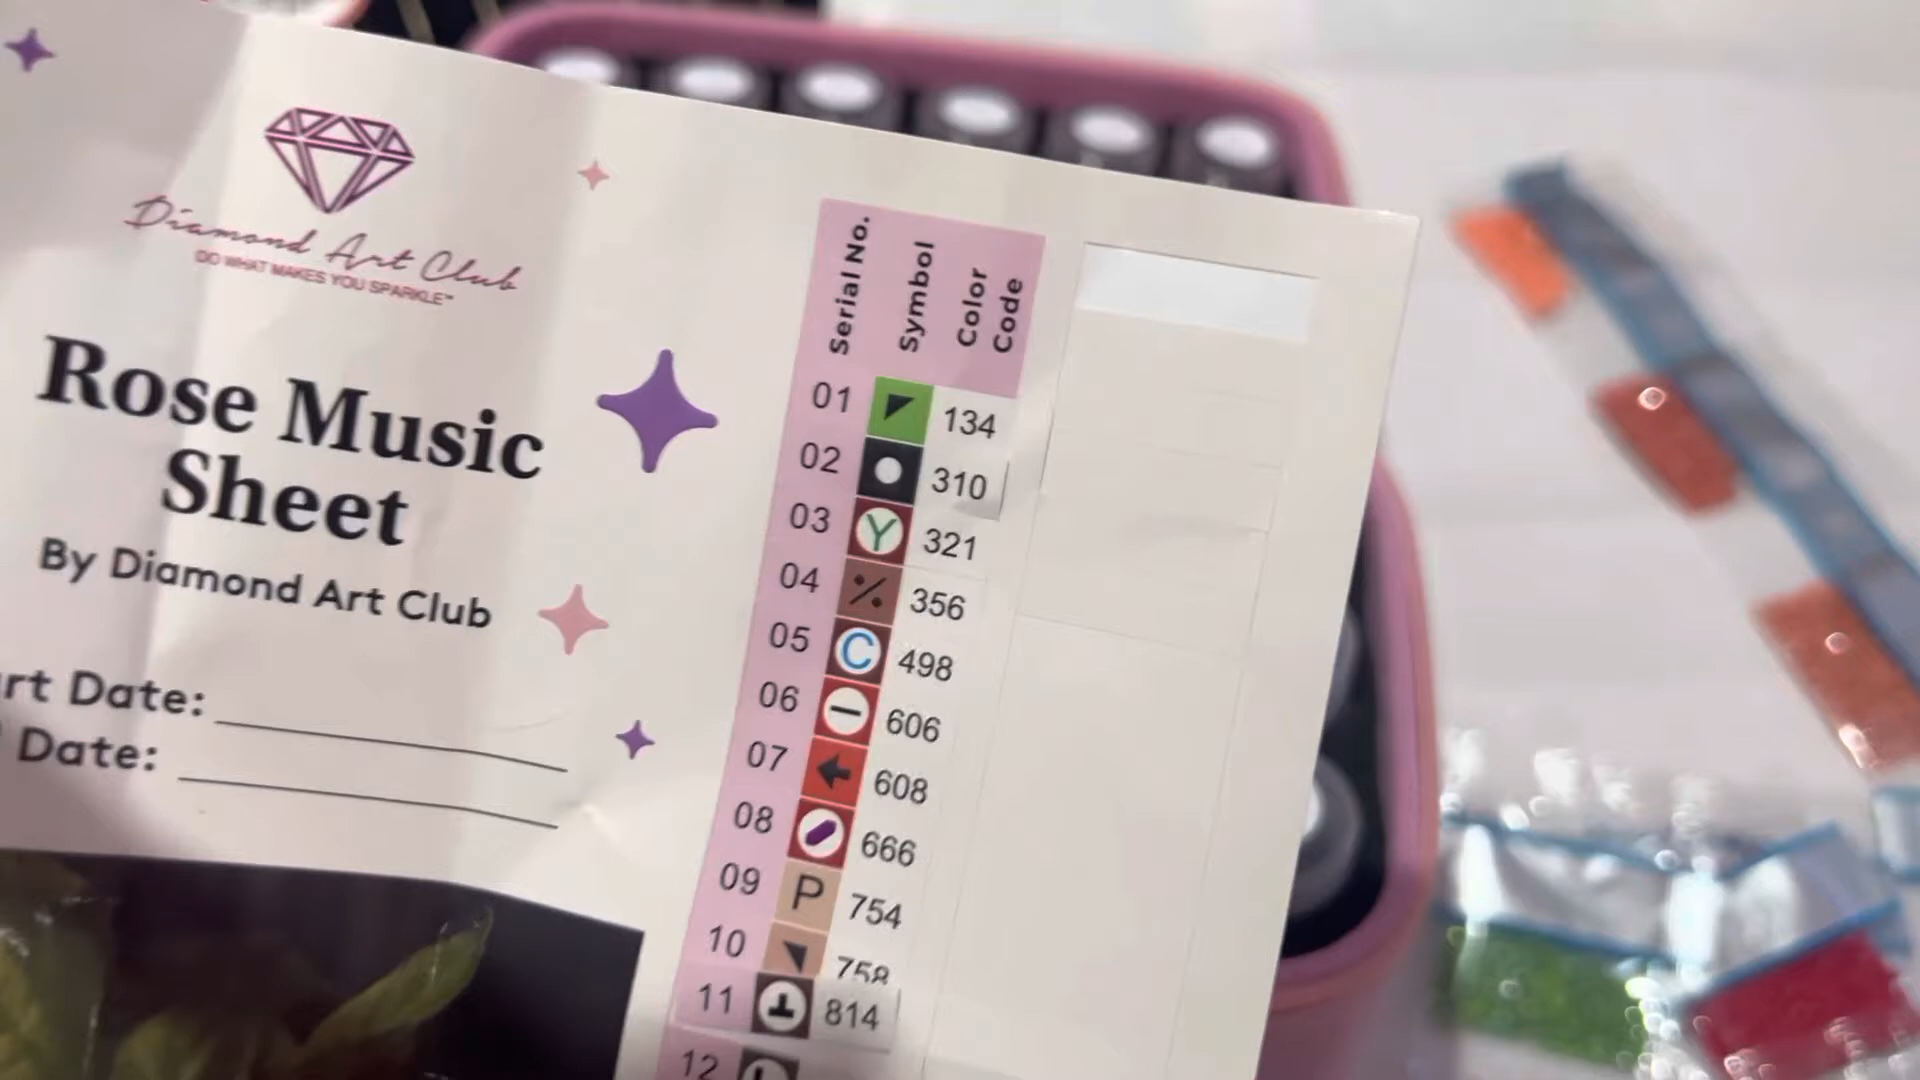 Diamond Art Club
DO WHAT MAKES YOU SPARKLE™
Rose Music
Sheet
By Diamond Art Club
rt Date:
Date:
Serial No. Symbol Color Code
01 134
02 310
03 Y 321
04 ٪ 356
05 C 498
06 606
07 608
08 666
09 P 754
10 758
11 814
12